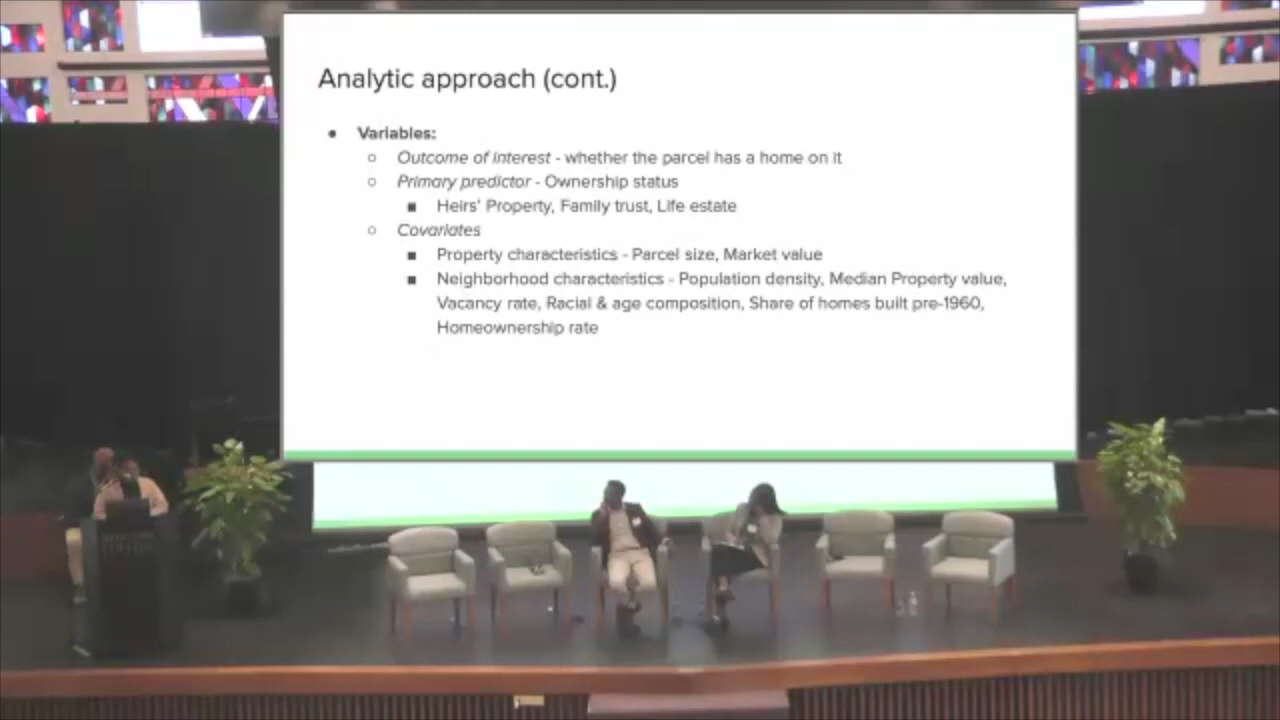 Analytic approach (cont.)
● Variables:
○ Outcome of interest - whether the parcel has a home on it
○ Primary predictor - Ownership status
■ Heirs' Property, Family trust, Life estate
○ Covariates
■ Property characteristics - Parcel size, Market value
■ Neighborhood characteristics - Population density, Median Property value,
Vacancy rate, Racial & age composition, Share of homes built pre-1960,
Homeownership rate